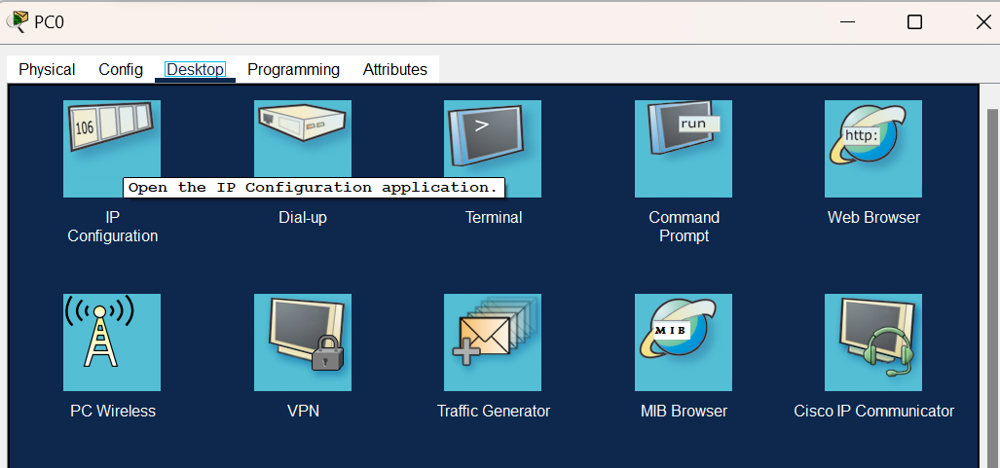 PC0
Physical Config Desktop Programming Attributes
106
>
run
http:
Open the IP Configuration application.
IP
Configuration
Dial-up
Terminal
Command
Prompt
Web Browser
MIB
PC Wireless
VPN
Traffic Generator
MIB Browser
Cisco IP Communicator